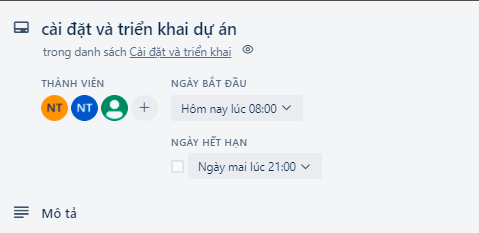 cài đặt và triển khai dự án
trong danh sách Cài đặt và triển khai
THÀNH VIÊN
NT NT
NGÀY BẮT ĐẦU
Hôm nay lúc 08:00
NGÀY HẾT HẠN
Ngày mai lúc 21:00
Mô tả